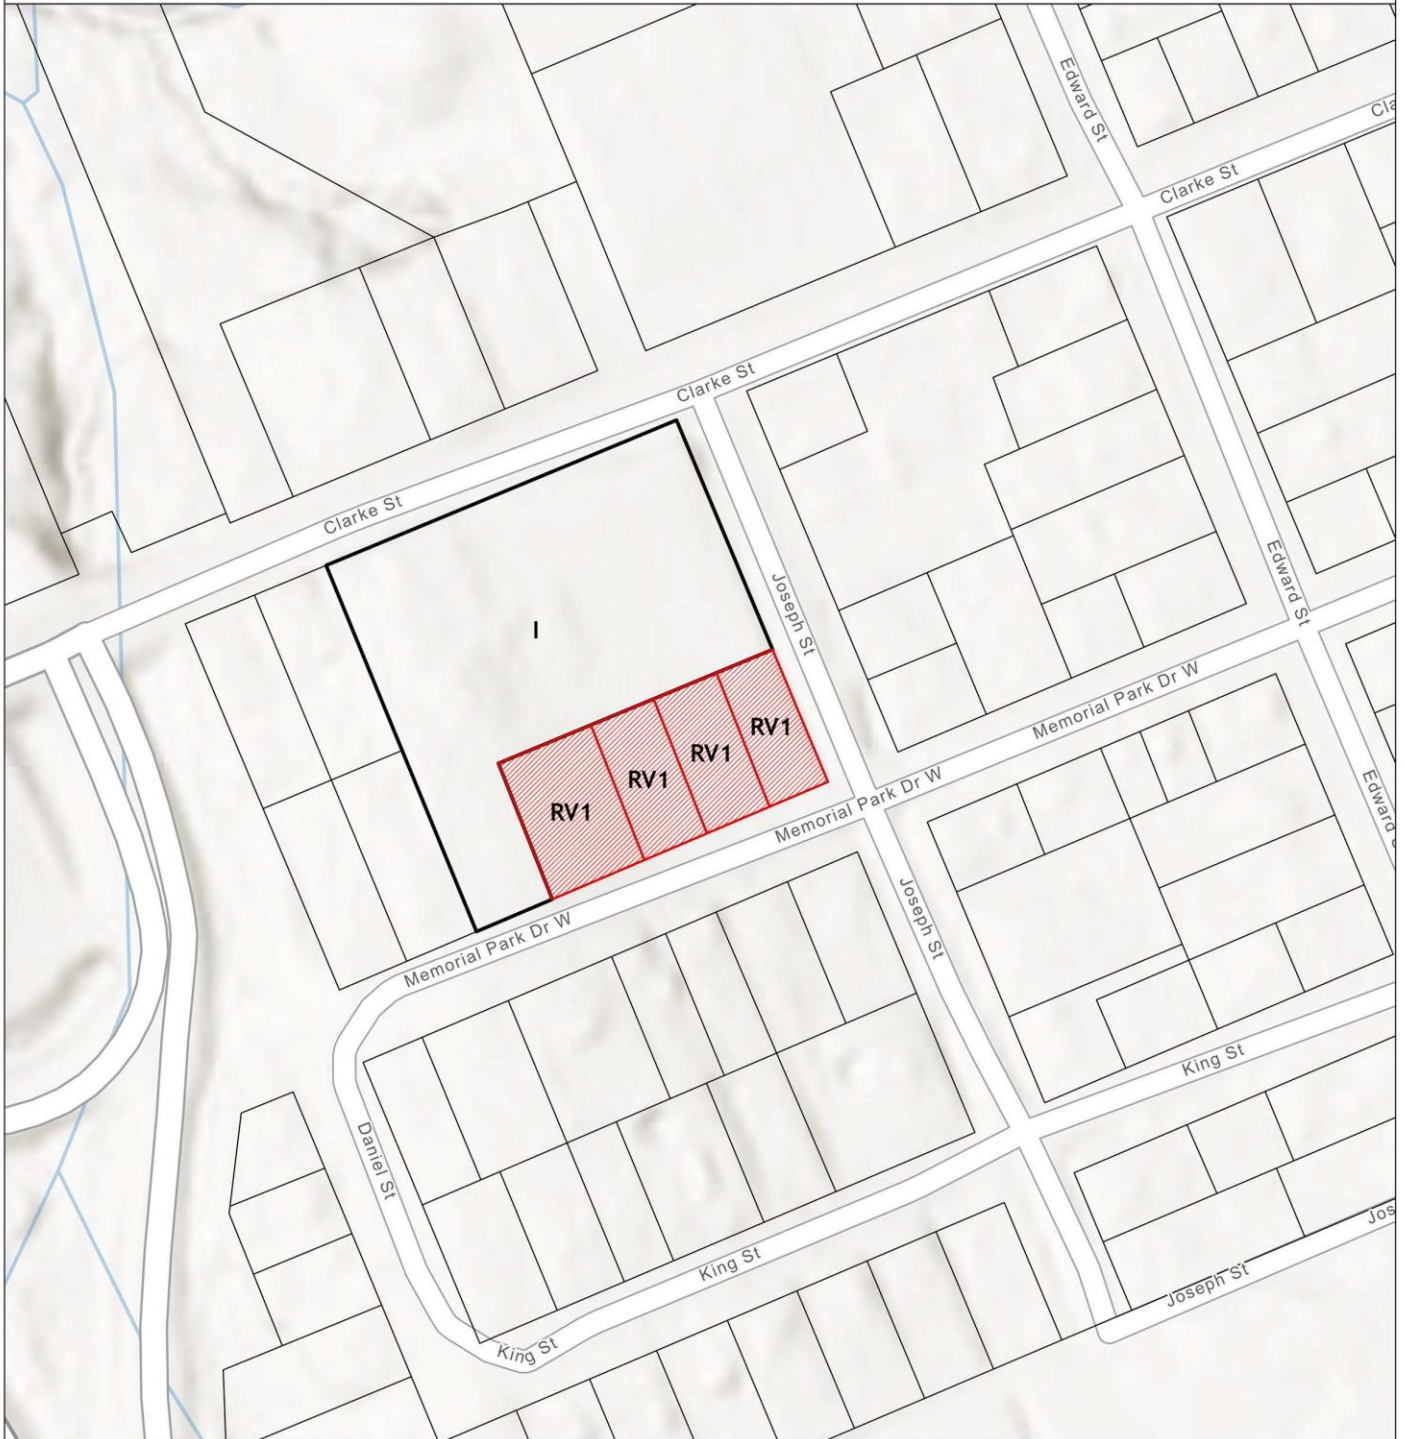 Edward St
Cla
Clarke St
Clarke St
Clarke St
Edward St
Joseph St
I
Memorial Park Dr W
RV1
RV1
RV1
RV1
Memorial Park Dr W
Edward
Joseph St
Memorial Park Dr W
King St
Daniel St
Jos
King St
Joseph St
King St